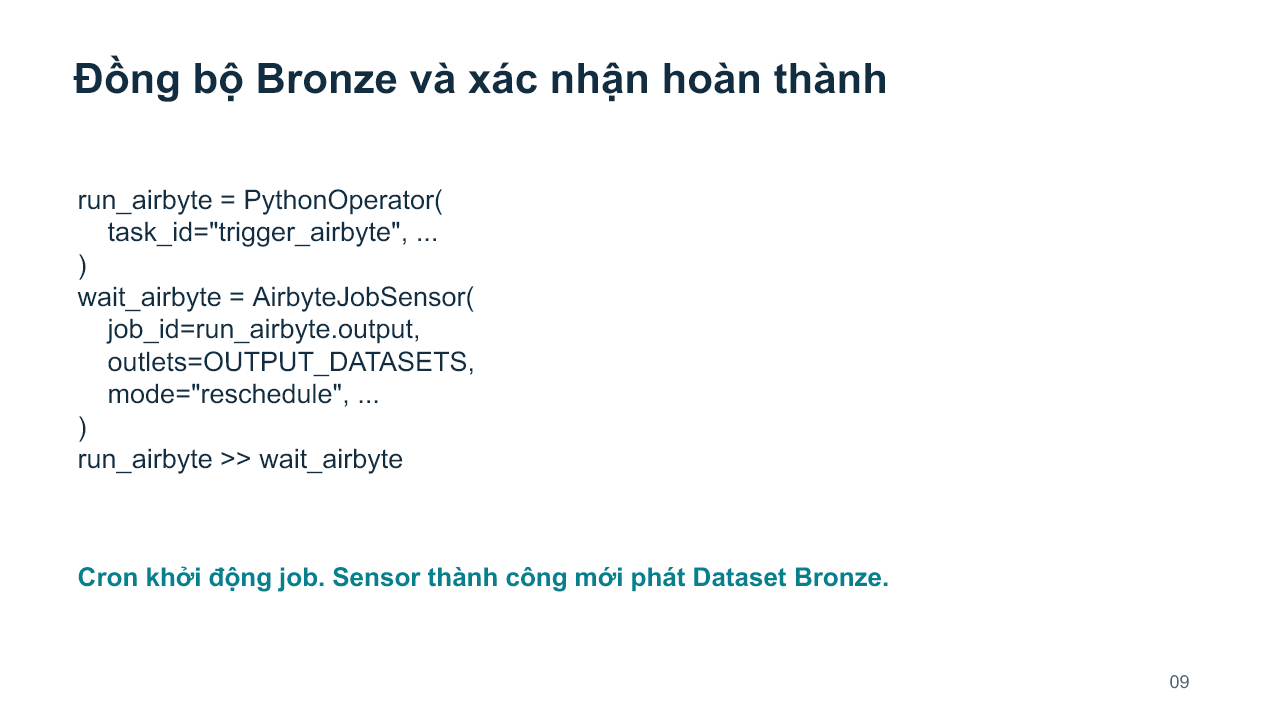 Đồng bộ Bronze và xác nhận hoàn thành
run_airbyte = PythonOperator(
    task_id="trigger_airbyte", ...
)
wait_airbyte = AirbyteJobSensor(
    job_id=run_airbyte.output,
    outlets=OUTPUT_DATASETS,
    mode="reschedule", ...
)
run_airbyte >> wait_airbyte
Cron khởi động job. Sensor thành công mới phát Dataset Bronze.
09